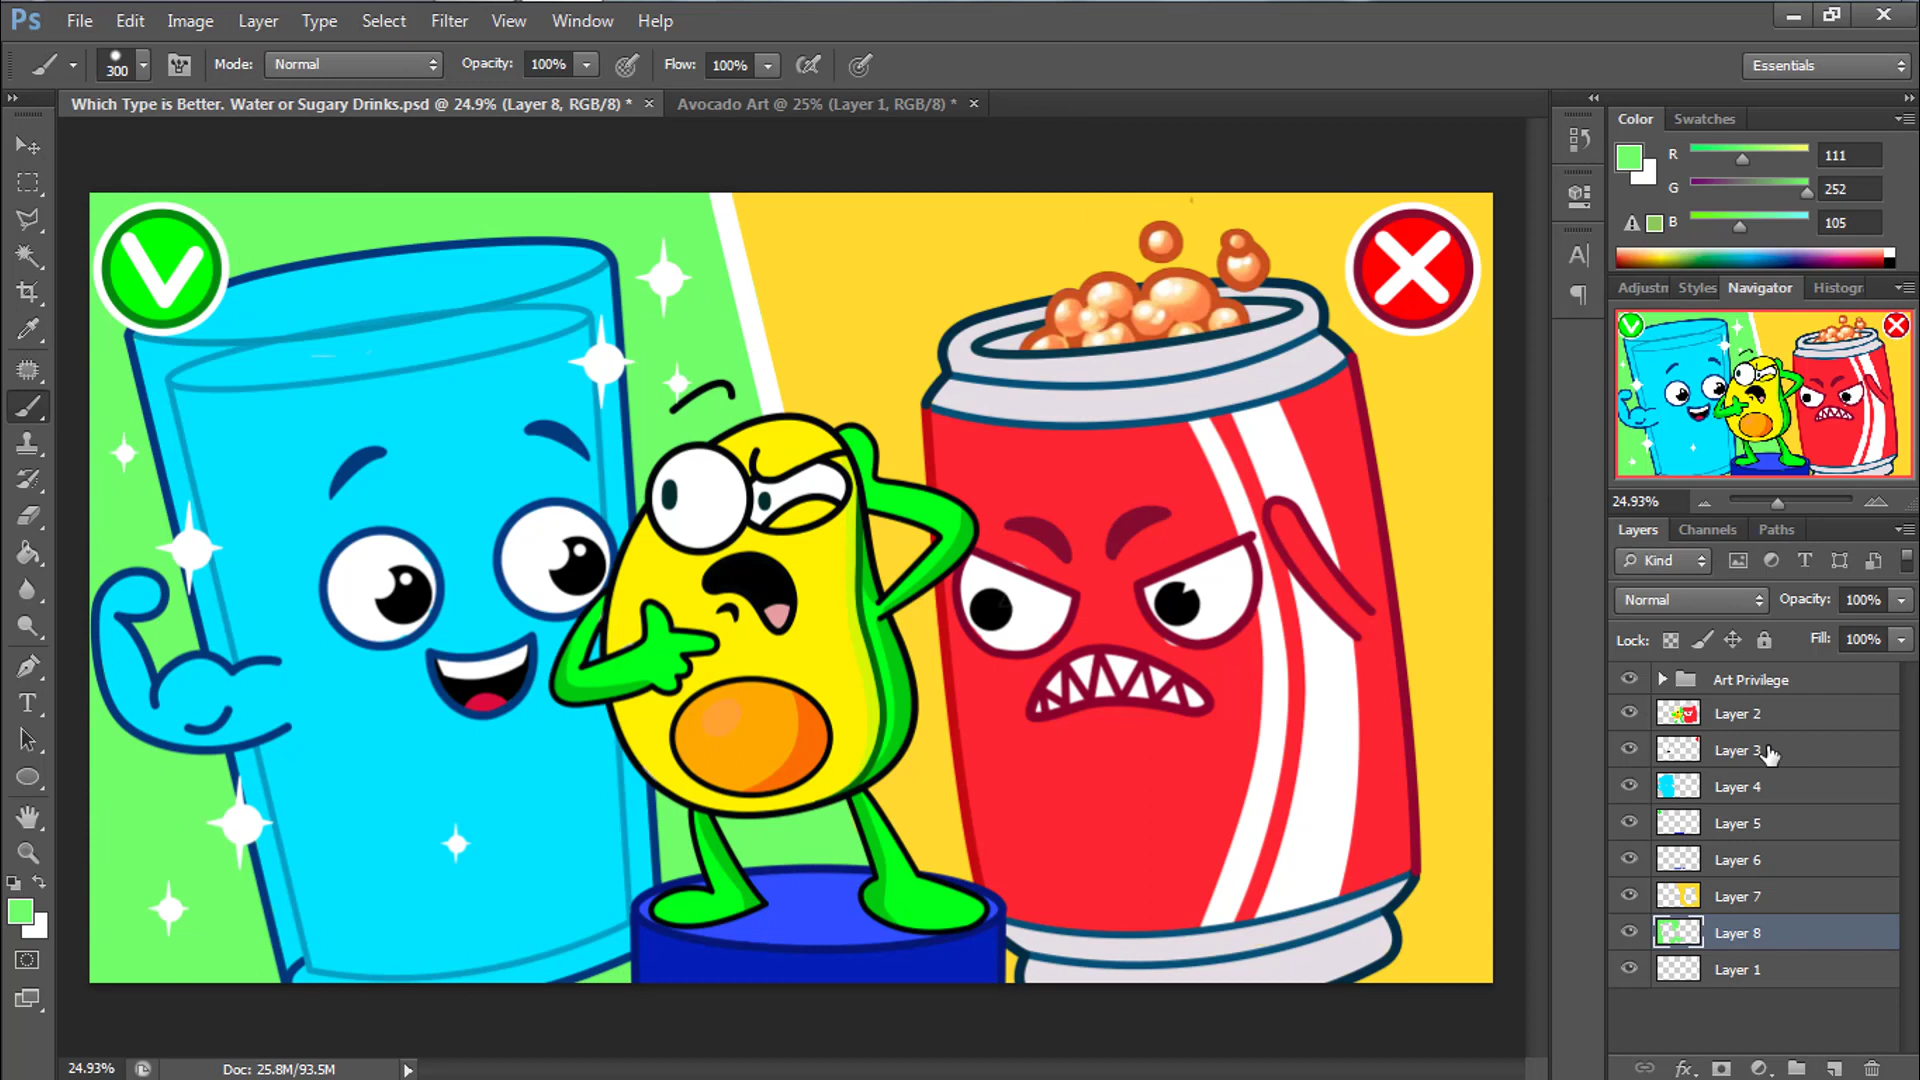 Ps File Edit Image Layer Type Select Filter View Window Help
300 Mode: Normal Opacity: 100% Flow: 100% Essentials
Which Type is Better. Water or Sugary Drinks.psd @ 24.9% (Layer 8, RGB/8) * Avocado Art @ 25% (Layer 1, RGB/8) *
Color Swatches
R 111
G 252
B 105
Adjustn Styles Navigator Histogr
24.93%
Layers Channels Paths
Kind
Normal Opacity: 100%
Lock: Fill: 100%
Art Privilege
Layer 2
Layer 3
Layer 4
Layer 5
Layer 6
Layer 7
Layer 8
Layer 1
24.93% Doc: 25.8M/93.5M